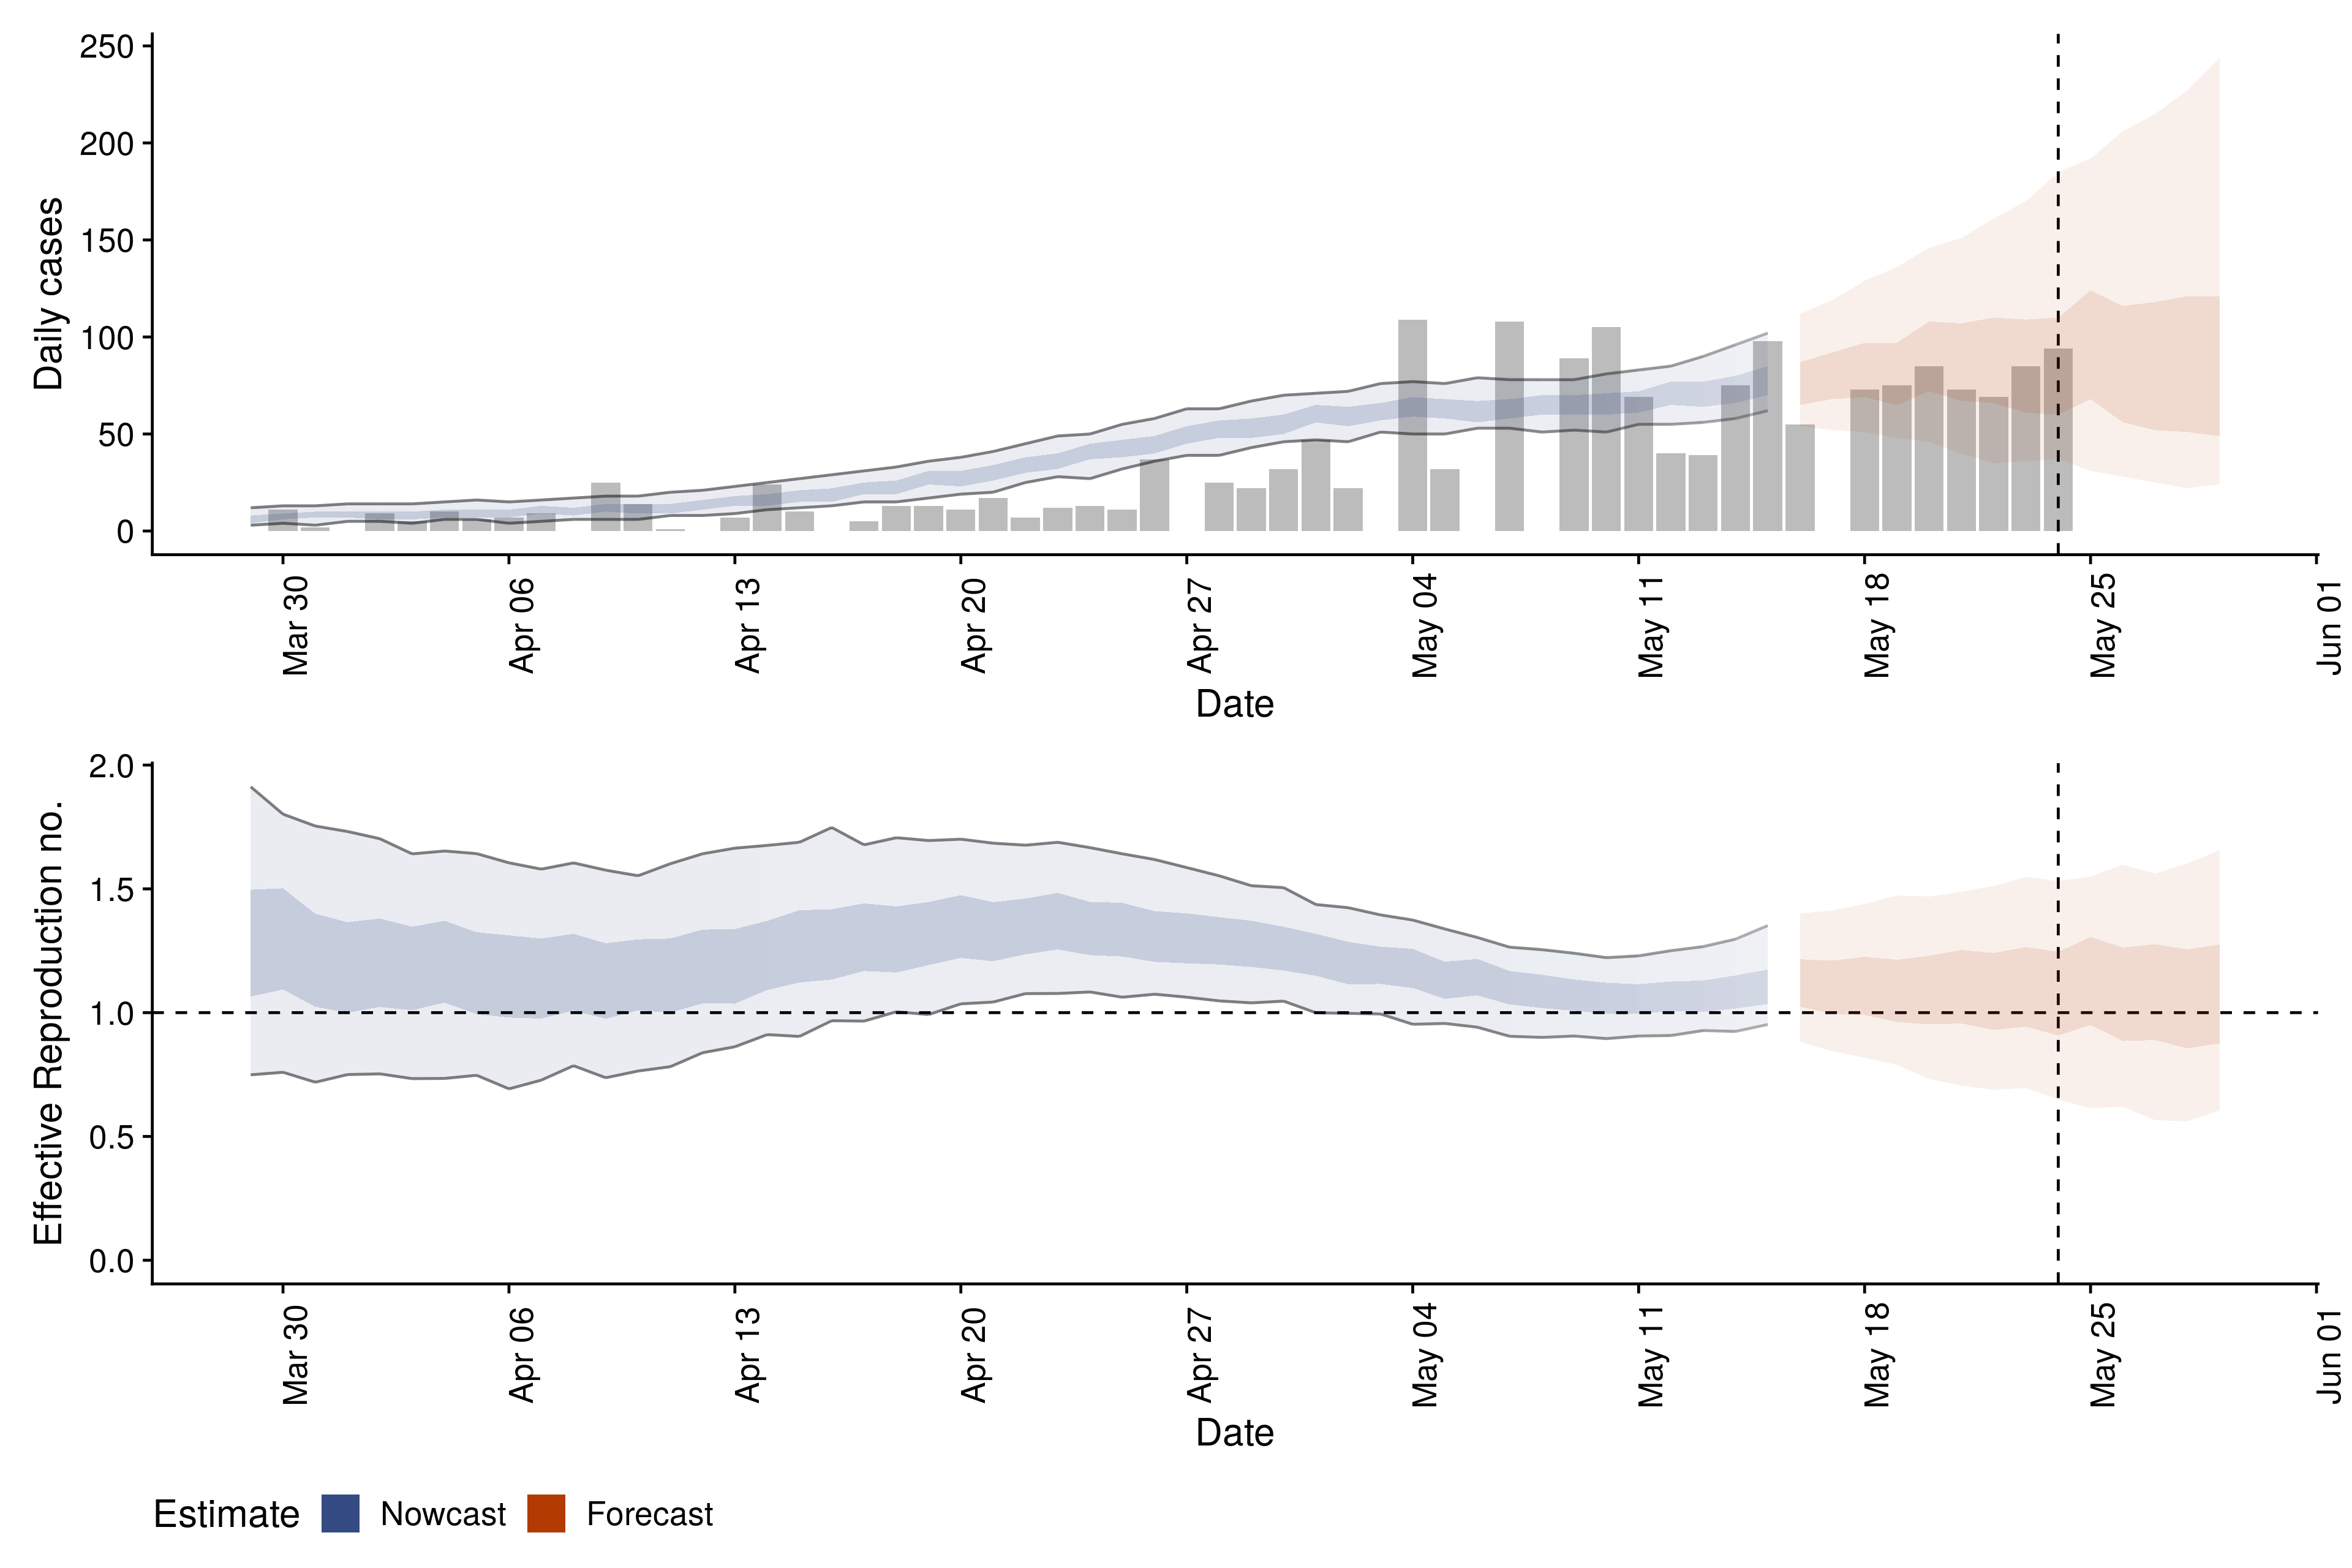 250
200
150
100
50
0
Daily cases
Mar 30 Apr 06 Apr 13 Apr 20 Apr 27 May 04 May 11 May 18 May 25 Jun 01
Date
2.0
1.5
1.0
0.5
0.0
Effective Reproduction no.
Mar 30 Apr 06 Apr 13 Apr 20 Apr 27 May 04 May 11 May 18 May 25 Jun 01
Date
Estimate Nowcast Forecast